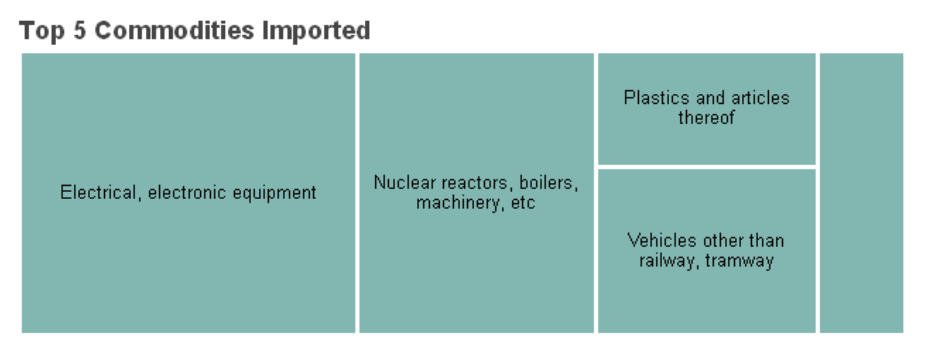 Top 5 Commodities Imported
Electrical, electronic equipment
Nuclear reactors, boilers,
machinery, etc
Plastics and articles
thereof
Vehicles other than
railway, tramway